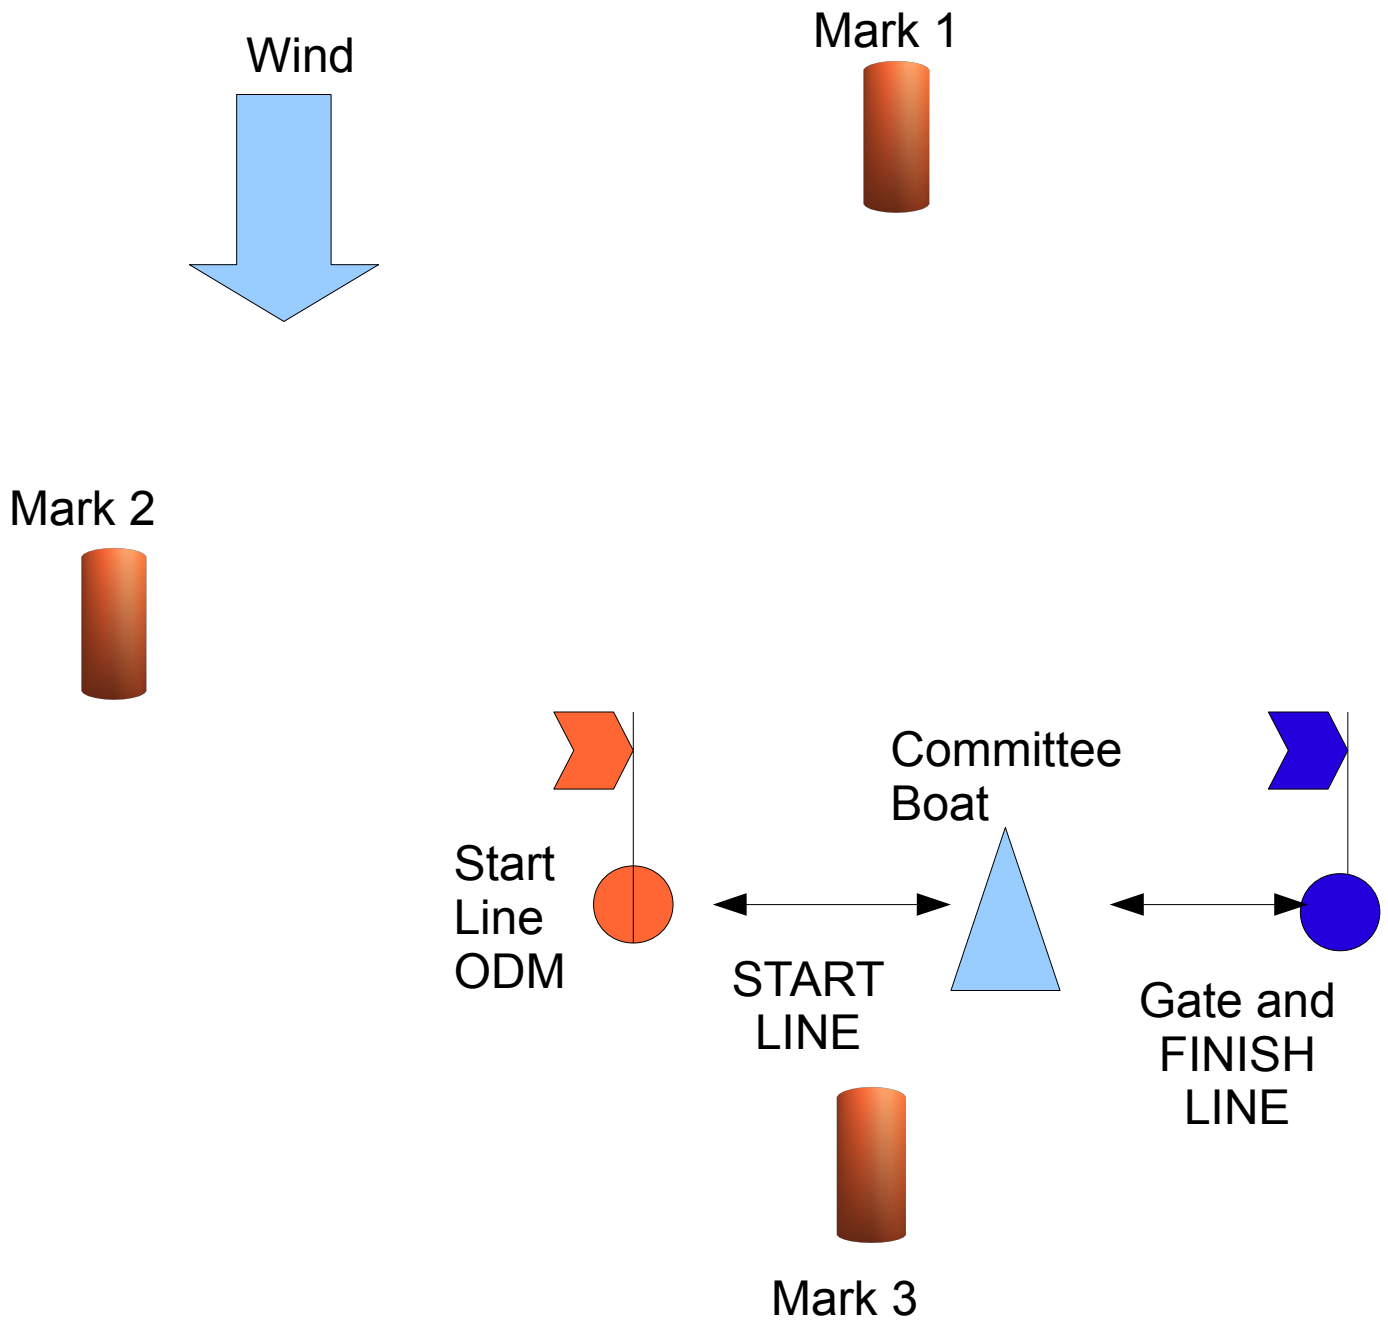 Mark 1
Wind
Mark 2
Committee
Boat
Start
Line
ODM
START
LINE
Gate and
FINISH
LINE
Mark 3